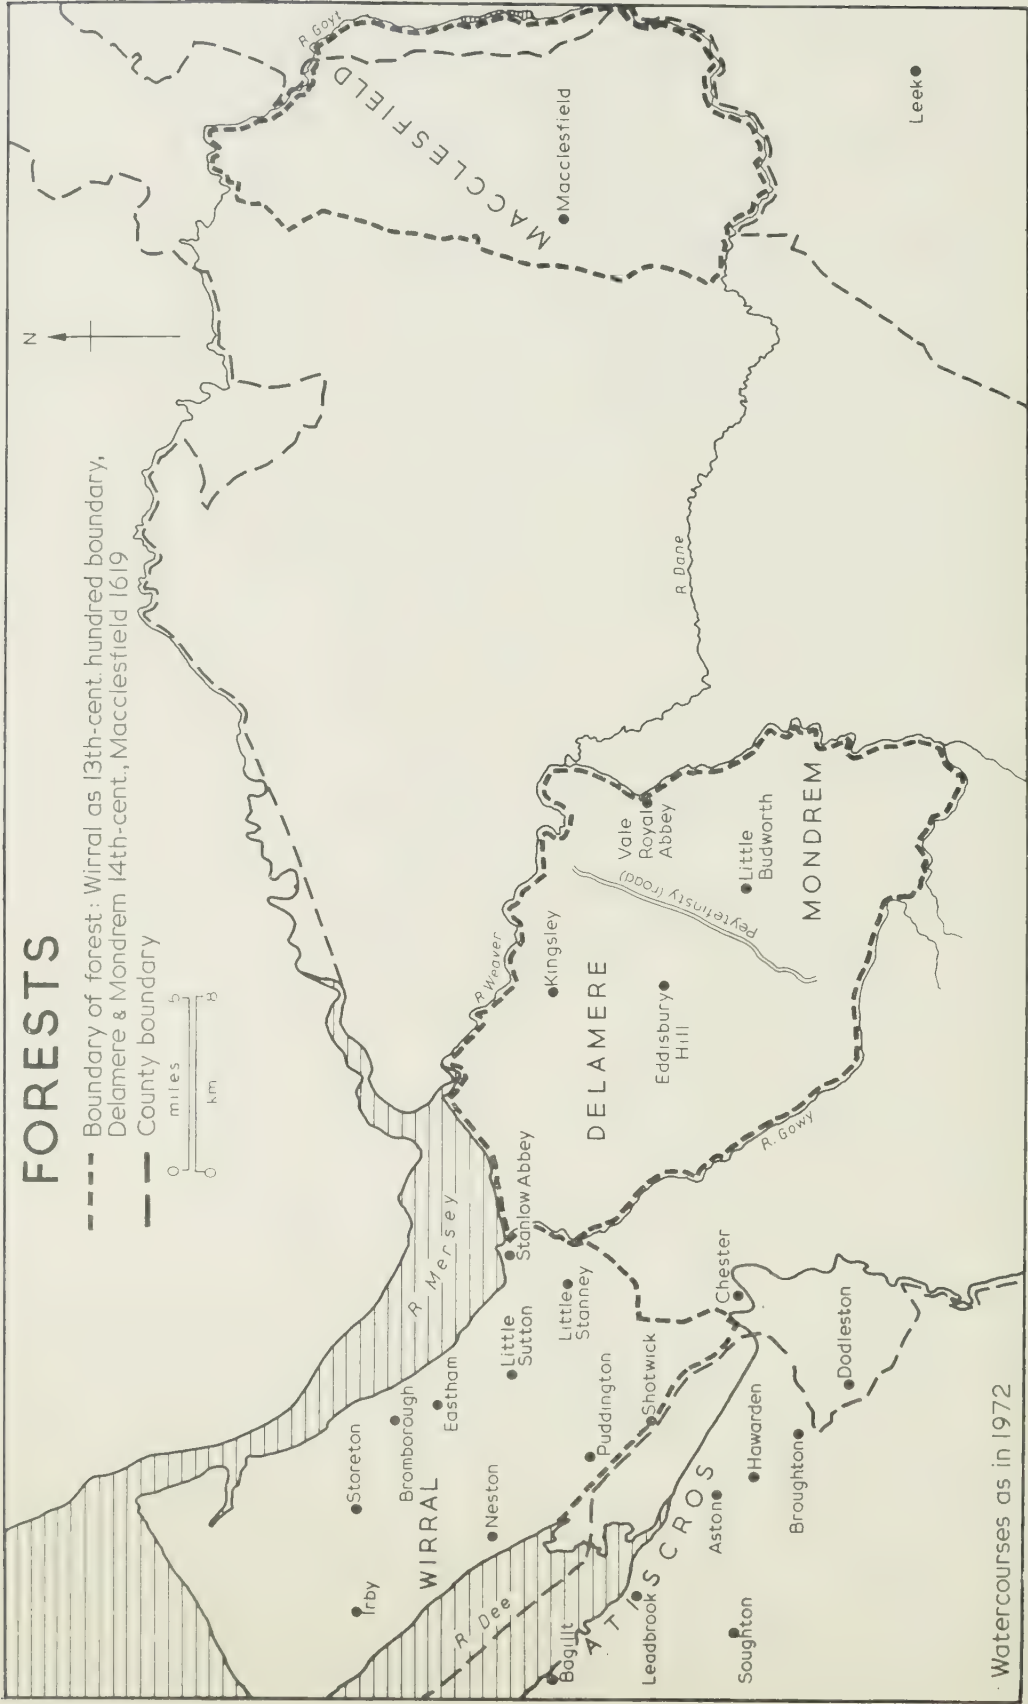 FORESTS
Boundary of forest: Wirral as 13th-cent. hundred boundary,
Delamere & Mondrem 14th-cent., Macclesfield 1619
County boundary
0 miles 5
0 km 8
N
R Goyt
MACCLESFIELD
Macclesfield
Leek
R Dane
R Mersey
R Weaver
Kingsley
Vale
Royal
Abbey
Peytefinsty (road)
Little
Budworth
MONDREM
DELAMERE
Eddisbury
Hill
R. Gowy
Stanlow Abbey
Little
Stanney
Little
Sutton
Chester
Eastham
Bromborough
Storeton
Irby
WIRRAL
Neston
Puddington
Shotwick
Dodleston
Hawarden
Broughton
Aston
R Dee
ATISCROS
Bagillt
Leadbrook
Soughton
Watercourses as in 1972